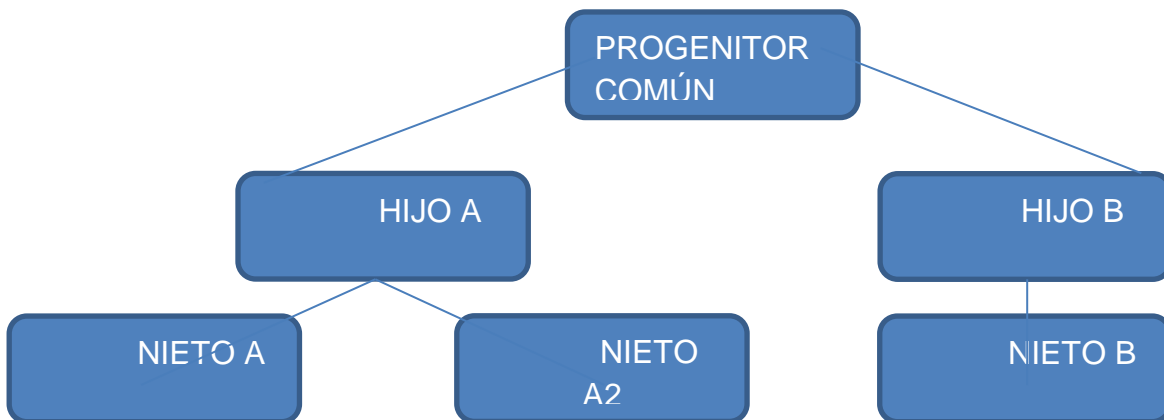 PROGENITOR
COMÚN
HIJO A
HIJO B
NIETO A
NIETO
A2
NIETO B